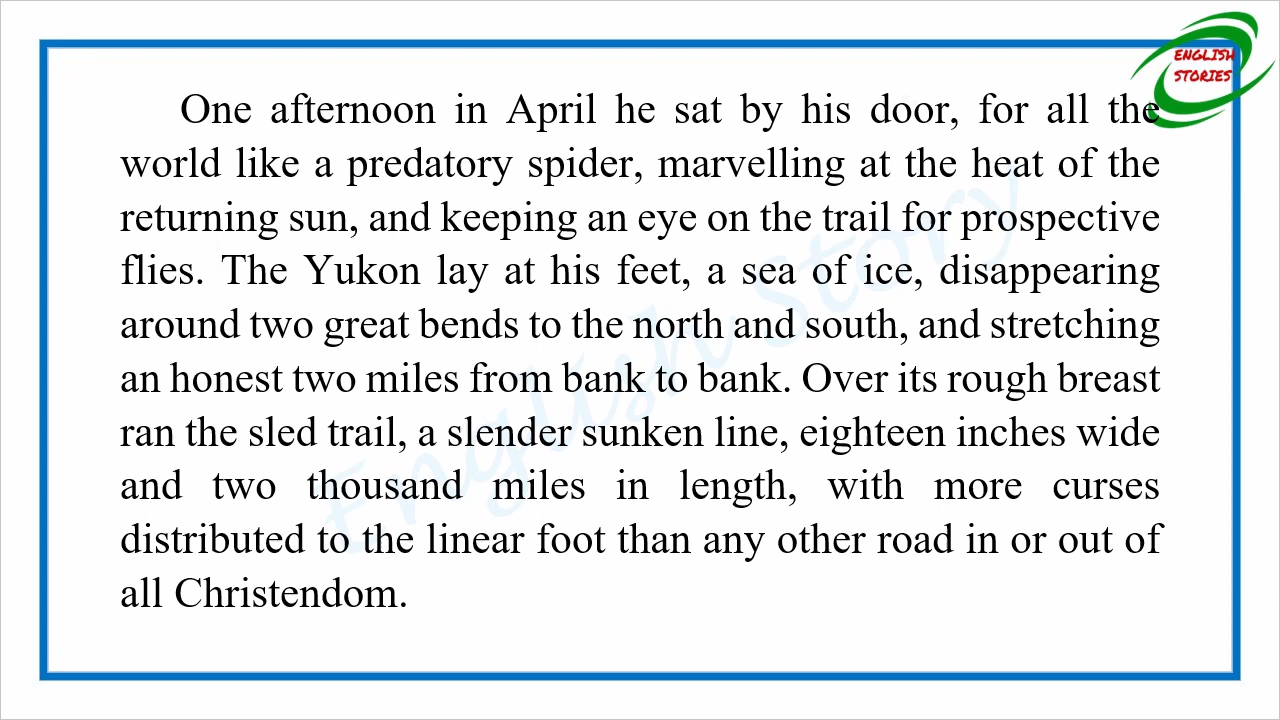 ENGLISH
STORIES
One afternoon in April he sat by his door, for all the
world like a predatory spider, marvelling at the heat of the
returning sun, and keeping an eye on the trail for prospective
flies. The Yukon lay at his feet, a sea of ice, disappearing
around two great bends to the north and south, and stretching
an honest two miles from bank to bank. Over its rough breast
ran the sled trail, a slender sunken line, eighteen inches wide
and two thousand miles in length, with more curses
distributed to the linear foot than any other road in or out of
all Christendom.
English Story